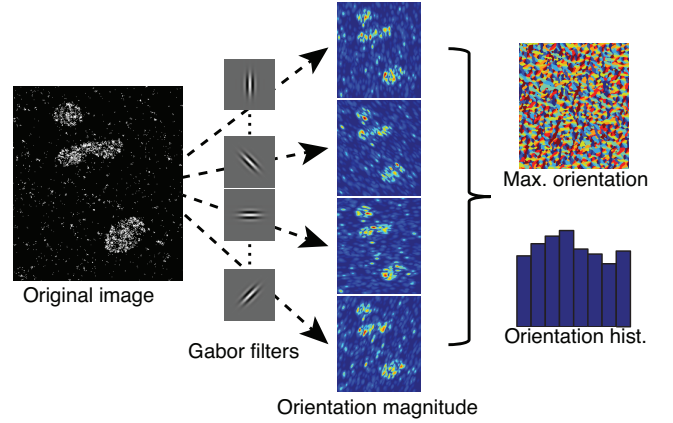 Original image
Gabor filters
Orientation magnitude
Max. orientation
Orientation hist.